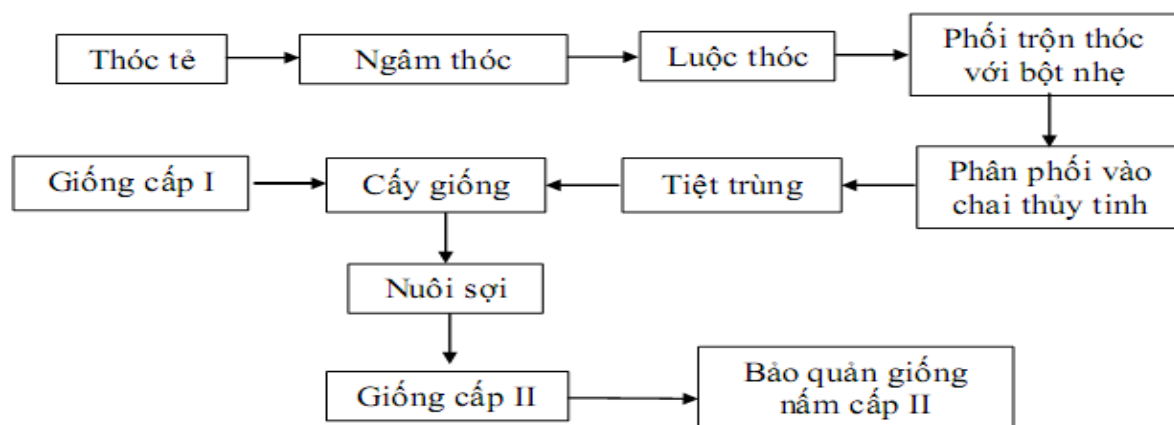 Thóc tẻ
Ngâm thóc
Luộc thóc
Phối trộn thóc
với bột nhẹ
Giống cấp I
Cấy giống
Tiệt trùng
Phân phối vào
chai thủy tinh
Nuôi sợi
Giống cấp II
Bảo quản giống
nấm cấp II